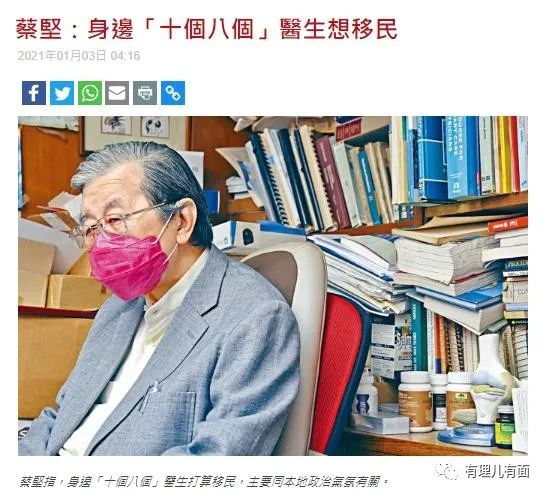 蔡堅：身邊「十個八個」醫生想移民
2021年01月03日 04:16
蔡堅指，身邊「十個八個」醫生打算移民，主要同本地政治氣氛有關。
有理儿有面